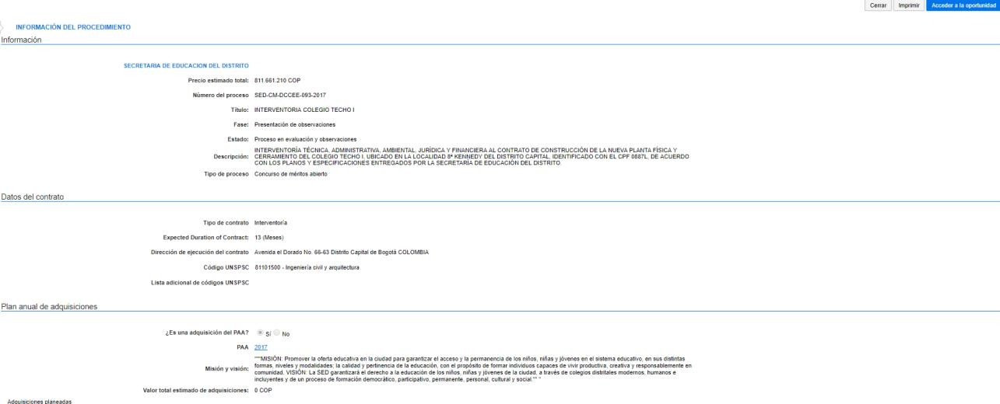 Cerrar Imprimir Acceder a la oportunidad
INFORMACIÓN DEL PROCEDIMIENTO
Información
SECRETARIA DE EDUCACION DEL DISTRITO
Precio estimado total: 811.661.210 COP
Número del proceso SED-CM-DCCEE-093-2017
Título: INTERVENTORIA COLEGIO TECHO I
Fase: Presentación de observaciones
Estado: Proceso en evaluación y observaciones
Descripción: INTERVENTORÍA TÉCNICA, ADMINISTRATIVA, AMBIENTAL, JURÍDICA Y FINANCIERA AL CONTRATO DE CONSTRUCCIÓN DE LA NUEVA PLANTA FÍSICA Y
CERRAMIENTO DEL COLEGIO TECHO I, UBICADO EN LA LOCALIDAD 8ª KENNEDY DEL DISTRITO CAPITAL, IDENTIFICADO CON EL CPF 0887L, DE ACUERDO
CON LOS PLANOS Y ESPECIFICACIONES ENTREGADOS POR LA SECRETARÍA DE EDUCACIÓN DEL DISTRITO.
Tipo de proceso Concurso de méritos abierto
Datos del contrato
Tipo de contrato Interventoría
Expected Duration of Contract: 13 (Meses)
Dirección de ejecución del contrato Avenida el Dorado No. 66-63 Distrito Capital de Bogotá COLOMBIA
Código UNSPSC 81101500 - Ingeniería civil y arquitectura
Lista adicional de códigos UNSPSC
Plan anual de adquisiciones
¿Es una adquisición del PAA? Sí No
PAA 2017
Misión y visión: """MISIÓN: Promover la oferta educativa en la ciudad para garantizar el acceso y la permanencia de los niños, niñas y jóvenes en el sistema educativo, en sus distintas
formas, niveles y modalidades; la calidad y pertinencia de la educación, con el propósito de formar individuos capaces de vivir productiva, creativa y responsablemente en
comunidad. VISIÓN: La SED garantizará el derecho a la educación de los niños, niñas y jóvenes de la ciudad, a través de colegios distritales modernos, humanos e
incluyentes y de un proceso de formación democrático, participativo, permanente, personal, cultural y social."" "
Valor total estimado de adquisiciones: 0 COP
Adquisiciones planeadas